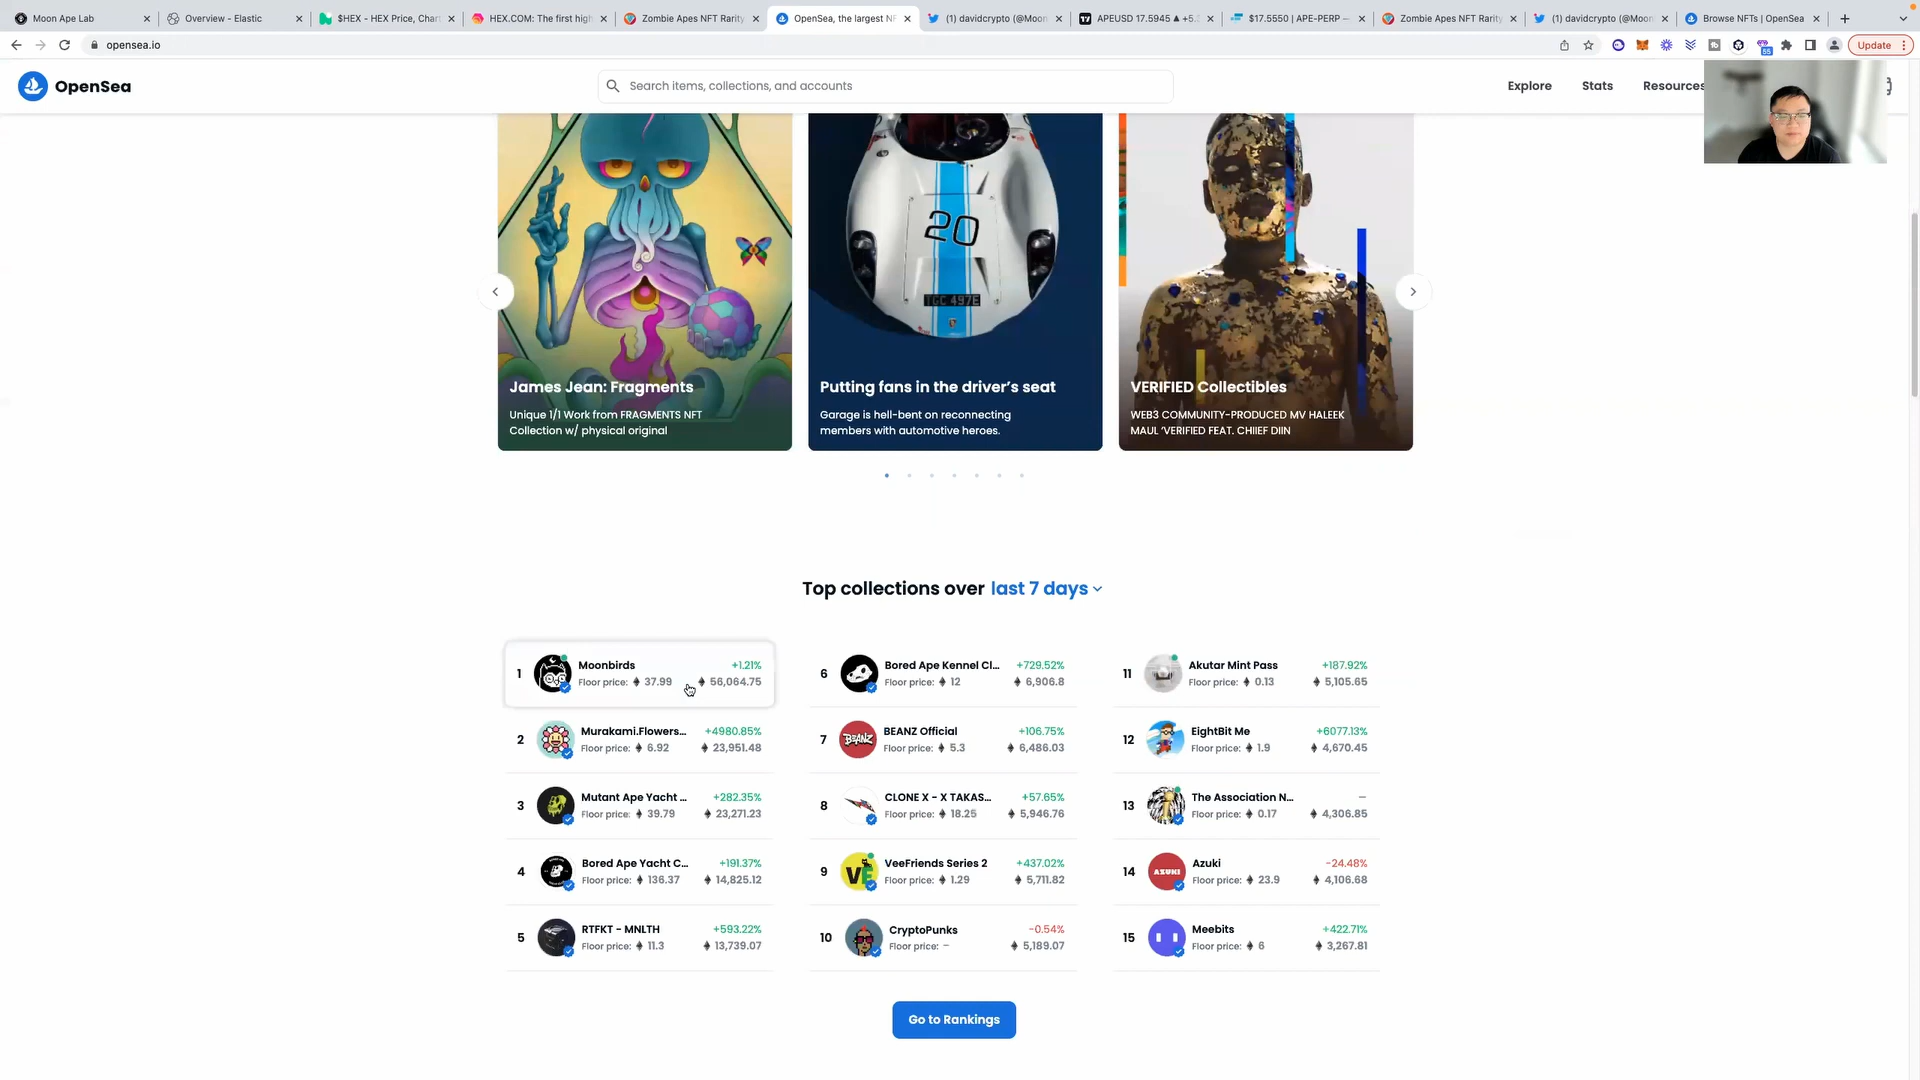 Moon Ape Lab
Overview - Elastic
$HEX - HEX Price, Char
HEX.COM: The first high
Zombie Apes NFT Rarity
OpenSea, the largest NF
(1) davidcrypto (@Moon
APEUSD 17.5945 ▲ +5.
$17.5550 | APE-PERP —
Zombie Apes NFT Rarity
(1) davidcrypto (@Moon
Browse NFTs | OpenSea
opensea.io
55
Update
OpenSea
Search items, collections, and accounts
Explore
Stats
Resources
20
TGC 497E
James Jean: Fragments
Unique 1/1 Work from FRAGMENTS NFT
Collection w/ physical original
Putting fans in the driver's seat
Garage is hell-bent on reconnecting
members with automotive heroes.
VERIFIED Collectibles
WEB3 COMMUNITY-PRODUCED MV HALEEK
MAUL 'VERIFIED FEAT. CHIIEF DIIN
Top collections over last 7 days
1 Moonbirds +1.21%
Floor price: 37.99 56,064.75
2 Murakami.Flowers... +4980.85%
Floor price: 6.92 23,951.48
3 Mutant Ape Yacht ... +282.35%
Floor price: 39.79 23,271.23
4 Bored Ape Yacht C... +191.37%
Floor price: 136.37 14,825.12
5 RTFKT - MNLTH +593.22%
Floor price: 11.3 13,739.07
6 Bored Ape Kennel Cl... +729.52%
Floor price: 12 6,906.8
7 BEANZ BEANZ Official +106.75%
Floor price: 5.3 6,486.03
8 CLONE X - X TAKAS... +57.65%
Floor price: 18.25 5,946.76
9 VF VeeFriends Series 2 +437.02%
Floor price: 1.29 5,711.82
10 CryptoPunks -0.54%
Floor price: – 5,189.07
11 Akutar Mint Pass +187.92%
Floor price: 0.13 5,105.65
12 EightBit Me +6077.13%
Floor price: 1.9 4,670.45
13 The Association N... —
Floor price: 0.17 4,306.85
14 AZUKI Azuki -24.48%
Floor price: 23.9 4,106.68
15 Meebits +422.71%
Floor price: 6 3,267.81
Go to Rankings